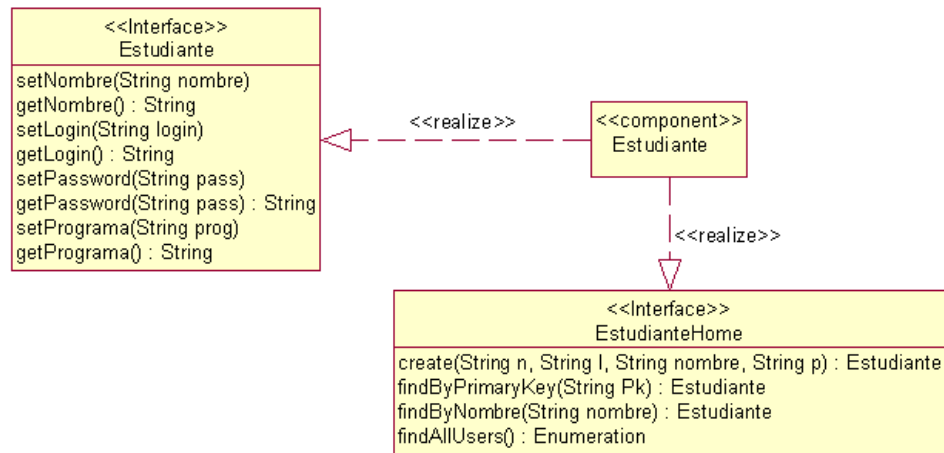 <<Interface>>
Estudiante
setNombre(String nombre)
getNombre() : String
setLogin(String login)
getLogin() : String
setPassword(String pass)
getPassword(String pass) : String
setPrograma(String prog)
getPrograma() : String
<<realize>>
<<component>>
Estudiante
<<realize>>
<<Interface>>
EstudianteHome
create(String n, String l, String nombre, String p) : Estudiante
findByPrimaryKey(String Pk) : Estudiante
findByNombre(String nombre) : Estudiante
findAllUsers() : Enumeration